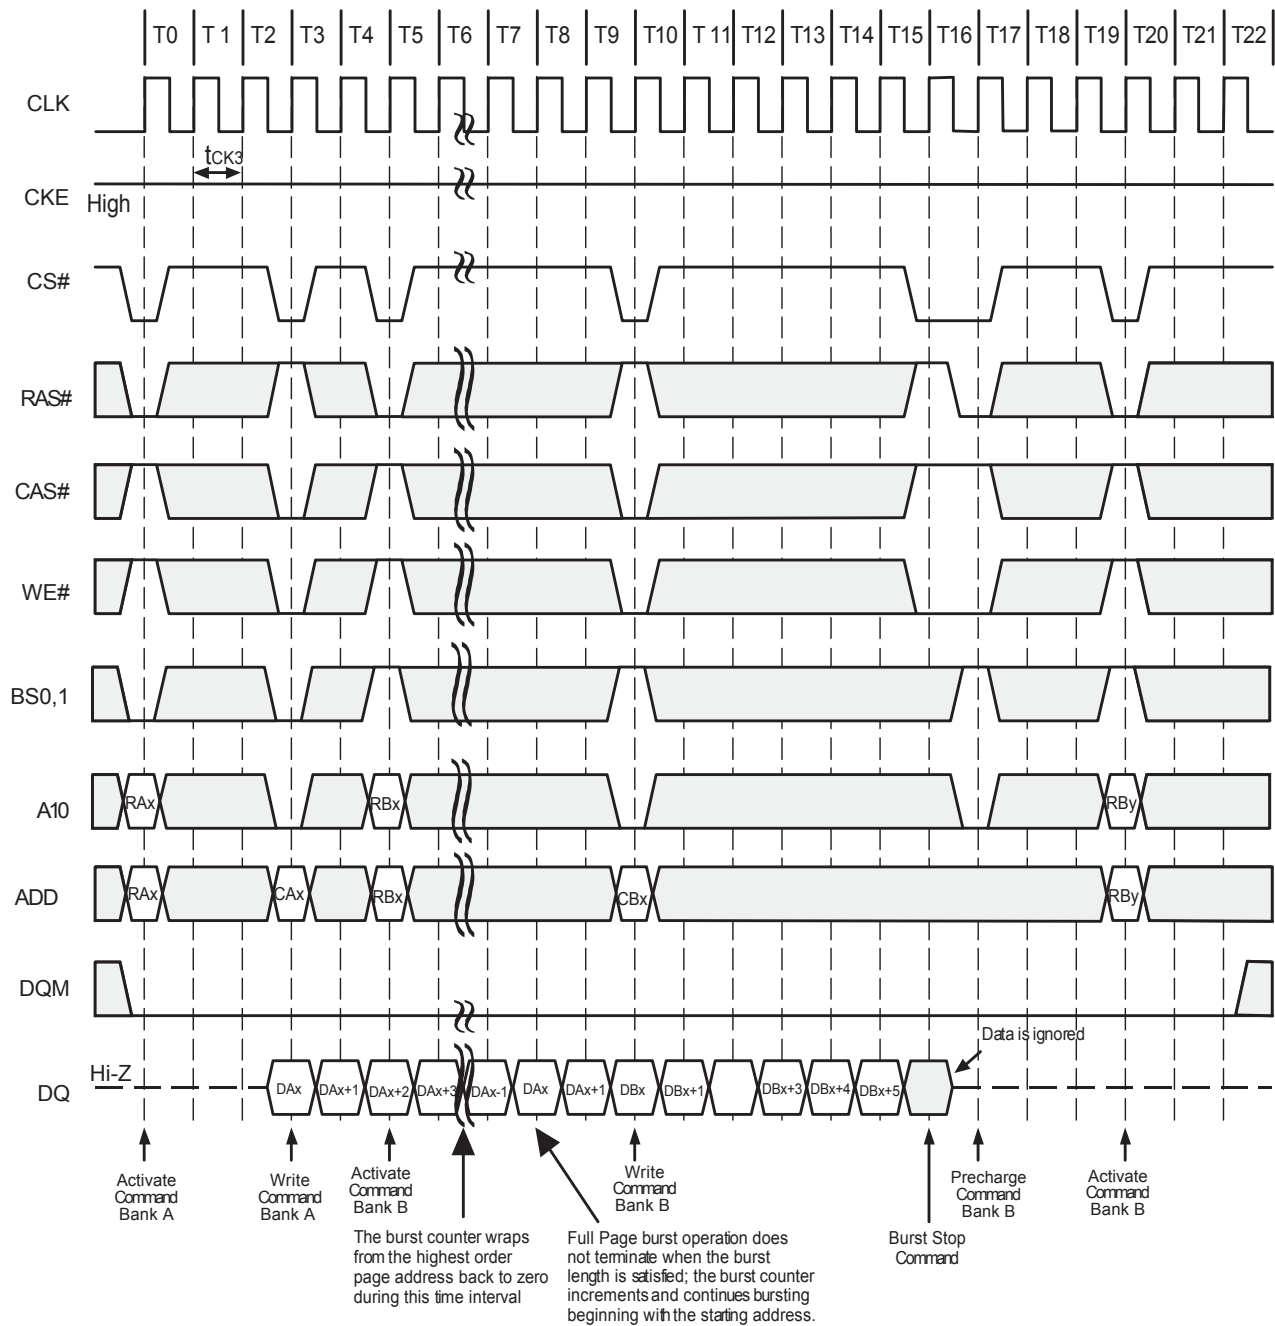 T0 T 1 T2 T3 T4 T5 T6 T7 T8 T9 T10 T 11 T12 T13 T14 T15 T16 T17 T18 T19 T20 T21 T22
CLK
tCK3
CKE High
CS#
RAS#
CAS#
WE#
BS0,1
A10 RAx RBx RBy
ADD RAx CAx RBx CBx RBy
DQM
Data is ignored
Hi-Z
DQ DAx DAx+1 DAx+2 DAx+3 DAx-1 DAx DAx+1 DBx DBx+1 DBx+3 DBx+4 DBx+5
Activate
Command
Bank A
Write
Command
Bank A
Activate
Command
Bank B
Write
Command
Bank B
Precharge
Command
Bank B
Activate
Command
Bank B
The burst counter wraps
from the highest order
page address back to zero
during this time interval
Full Page burst operation does
not terminate when the burst
length is satisfied; the burst counter
increments and continues bursting
beginning with the starting address.
Burst Stop
Command